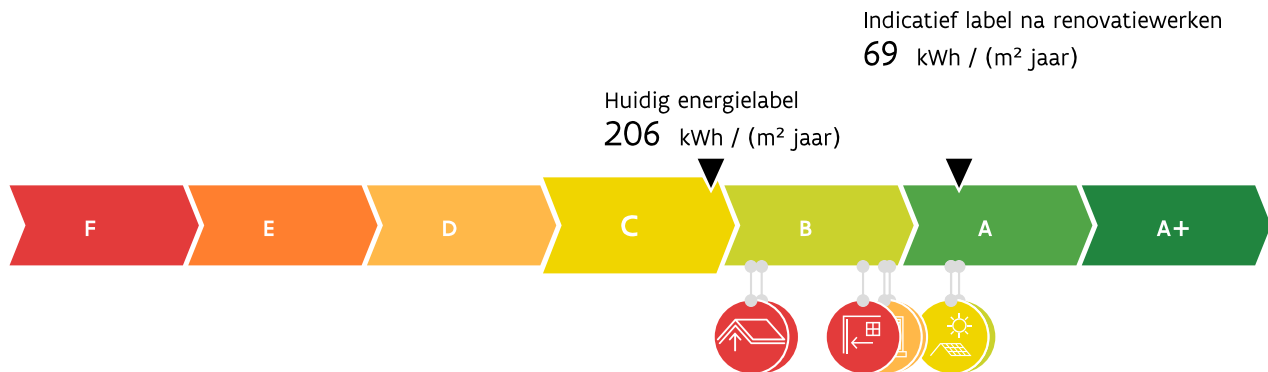 Indicatief label na renovatiewerken
69 kWh / (m² jaar)
Huidig energielabel
206 kWh / (m² jaar)
F E D C B A A+